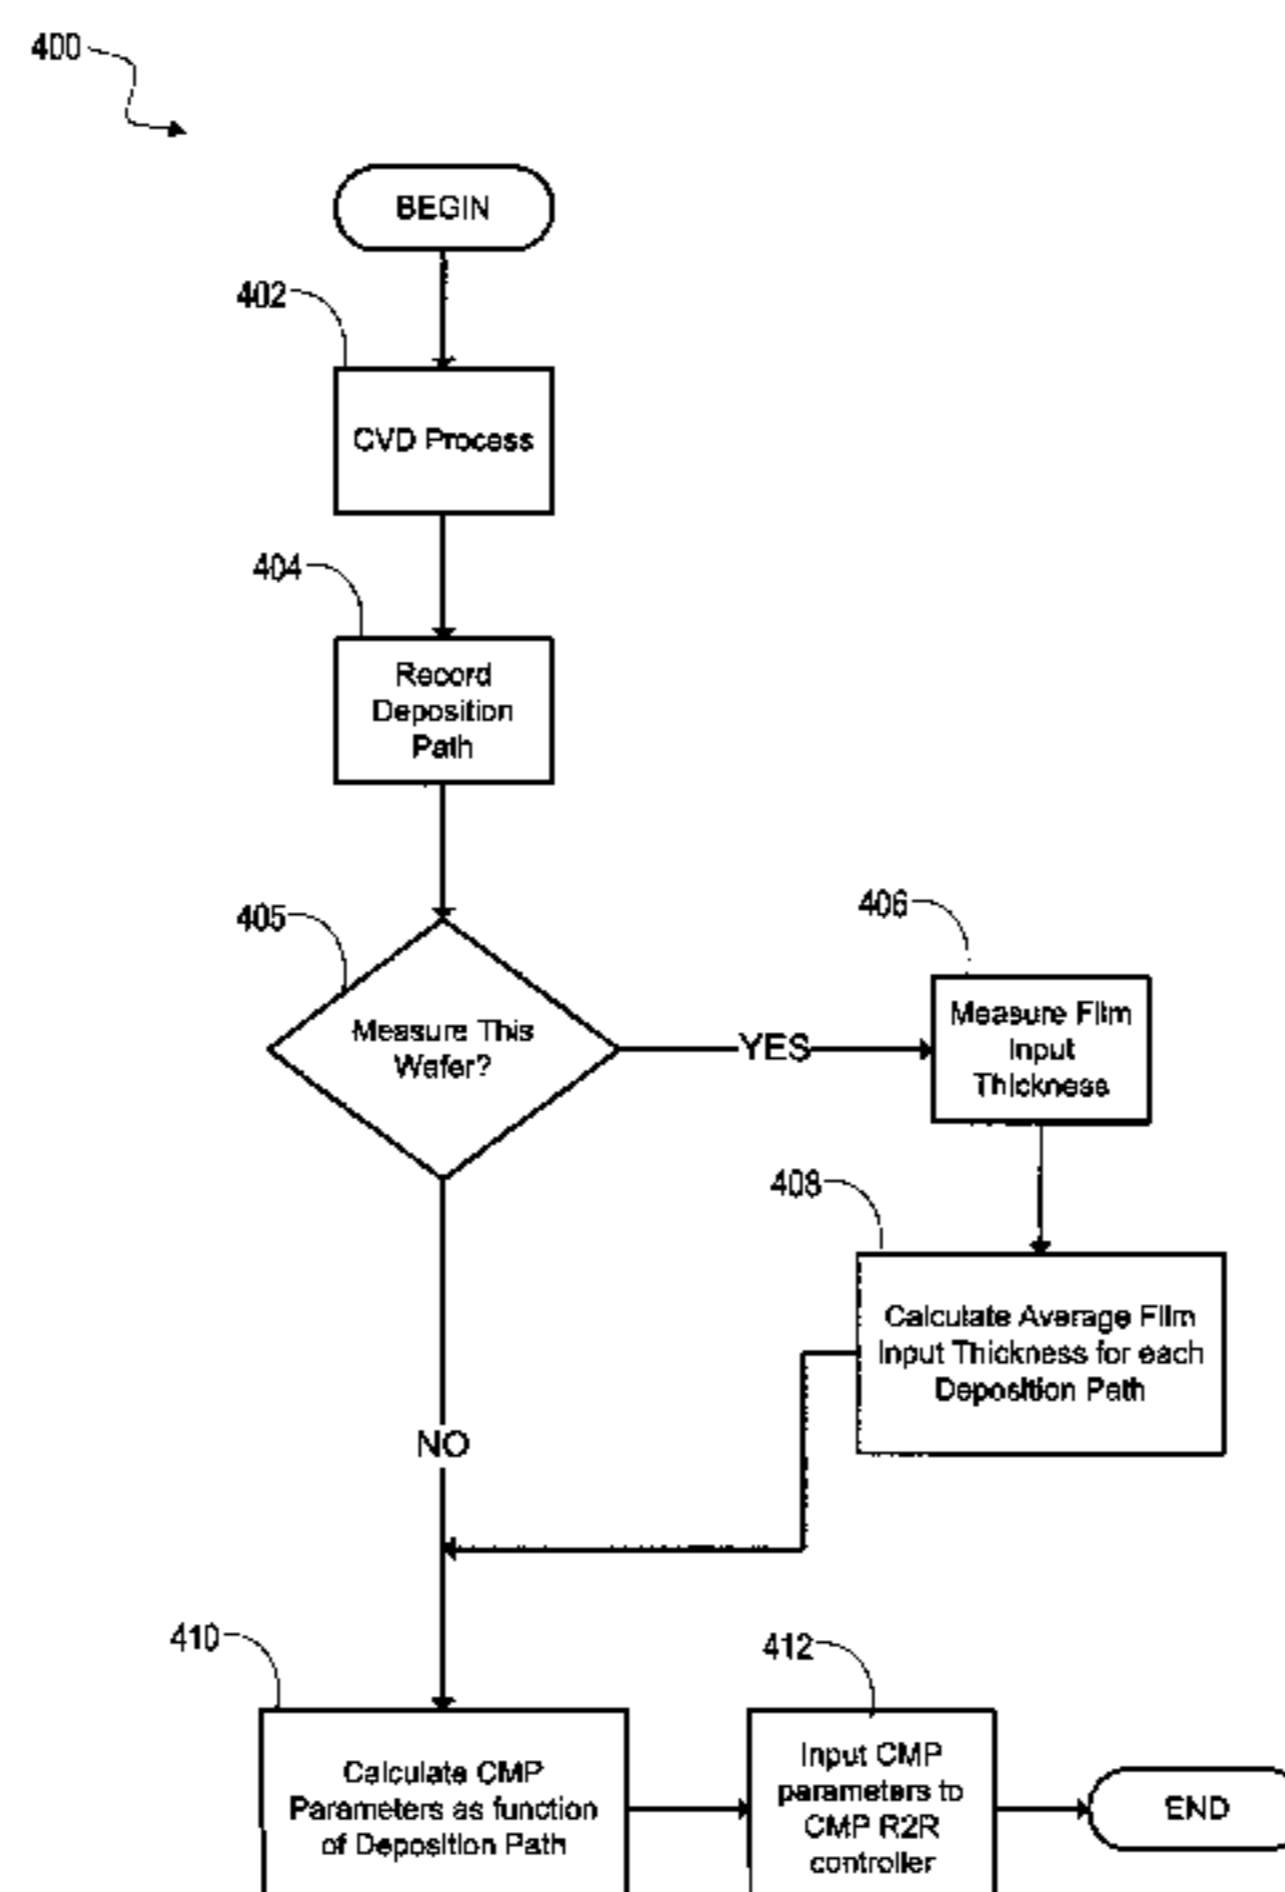 400
BEGIN
402
CVD Process
404
Record
Deposition
Path
405
Measure This
Wafer?
YES
406
Measure Film
Input
Thickness
408
Calculate Average Film
Input Thickness for each
Deposition Path
NO
410
Calculate CMP
Parameters as function
of Deposition Path
412
Input CMP
parameters to
CMP R2R
controller
END